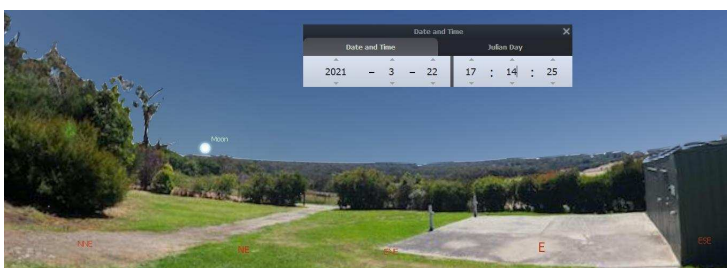 Date and Time
Date and Time Julian Day
2021 - 3 - 22 17 : 14 : 25
Moon
NNE NE ENE E ESE